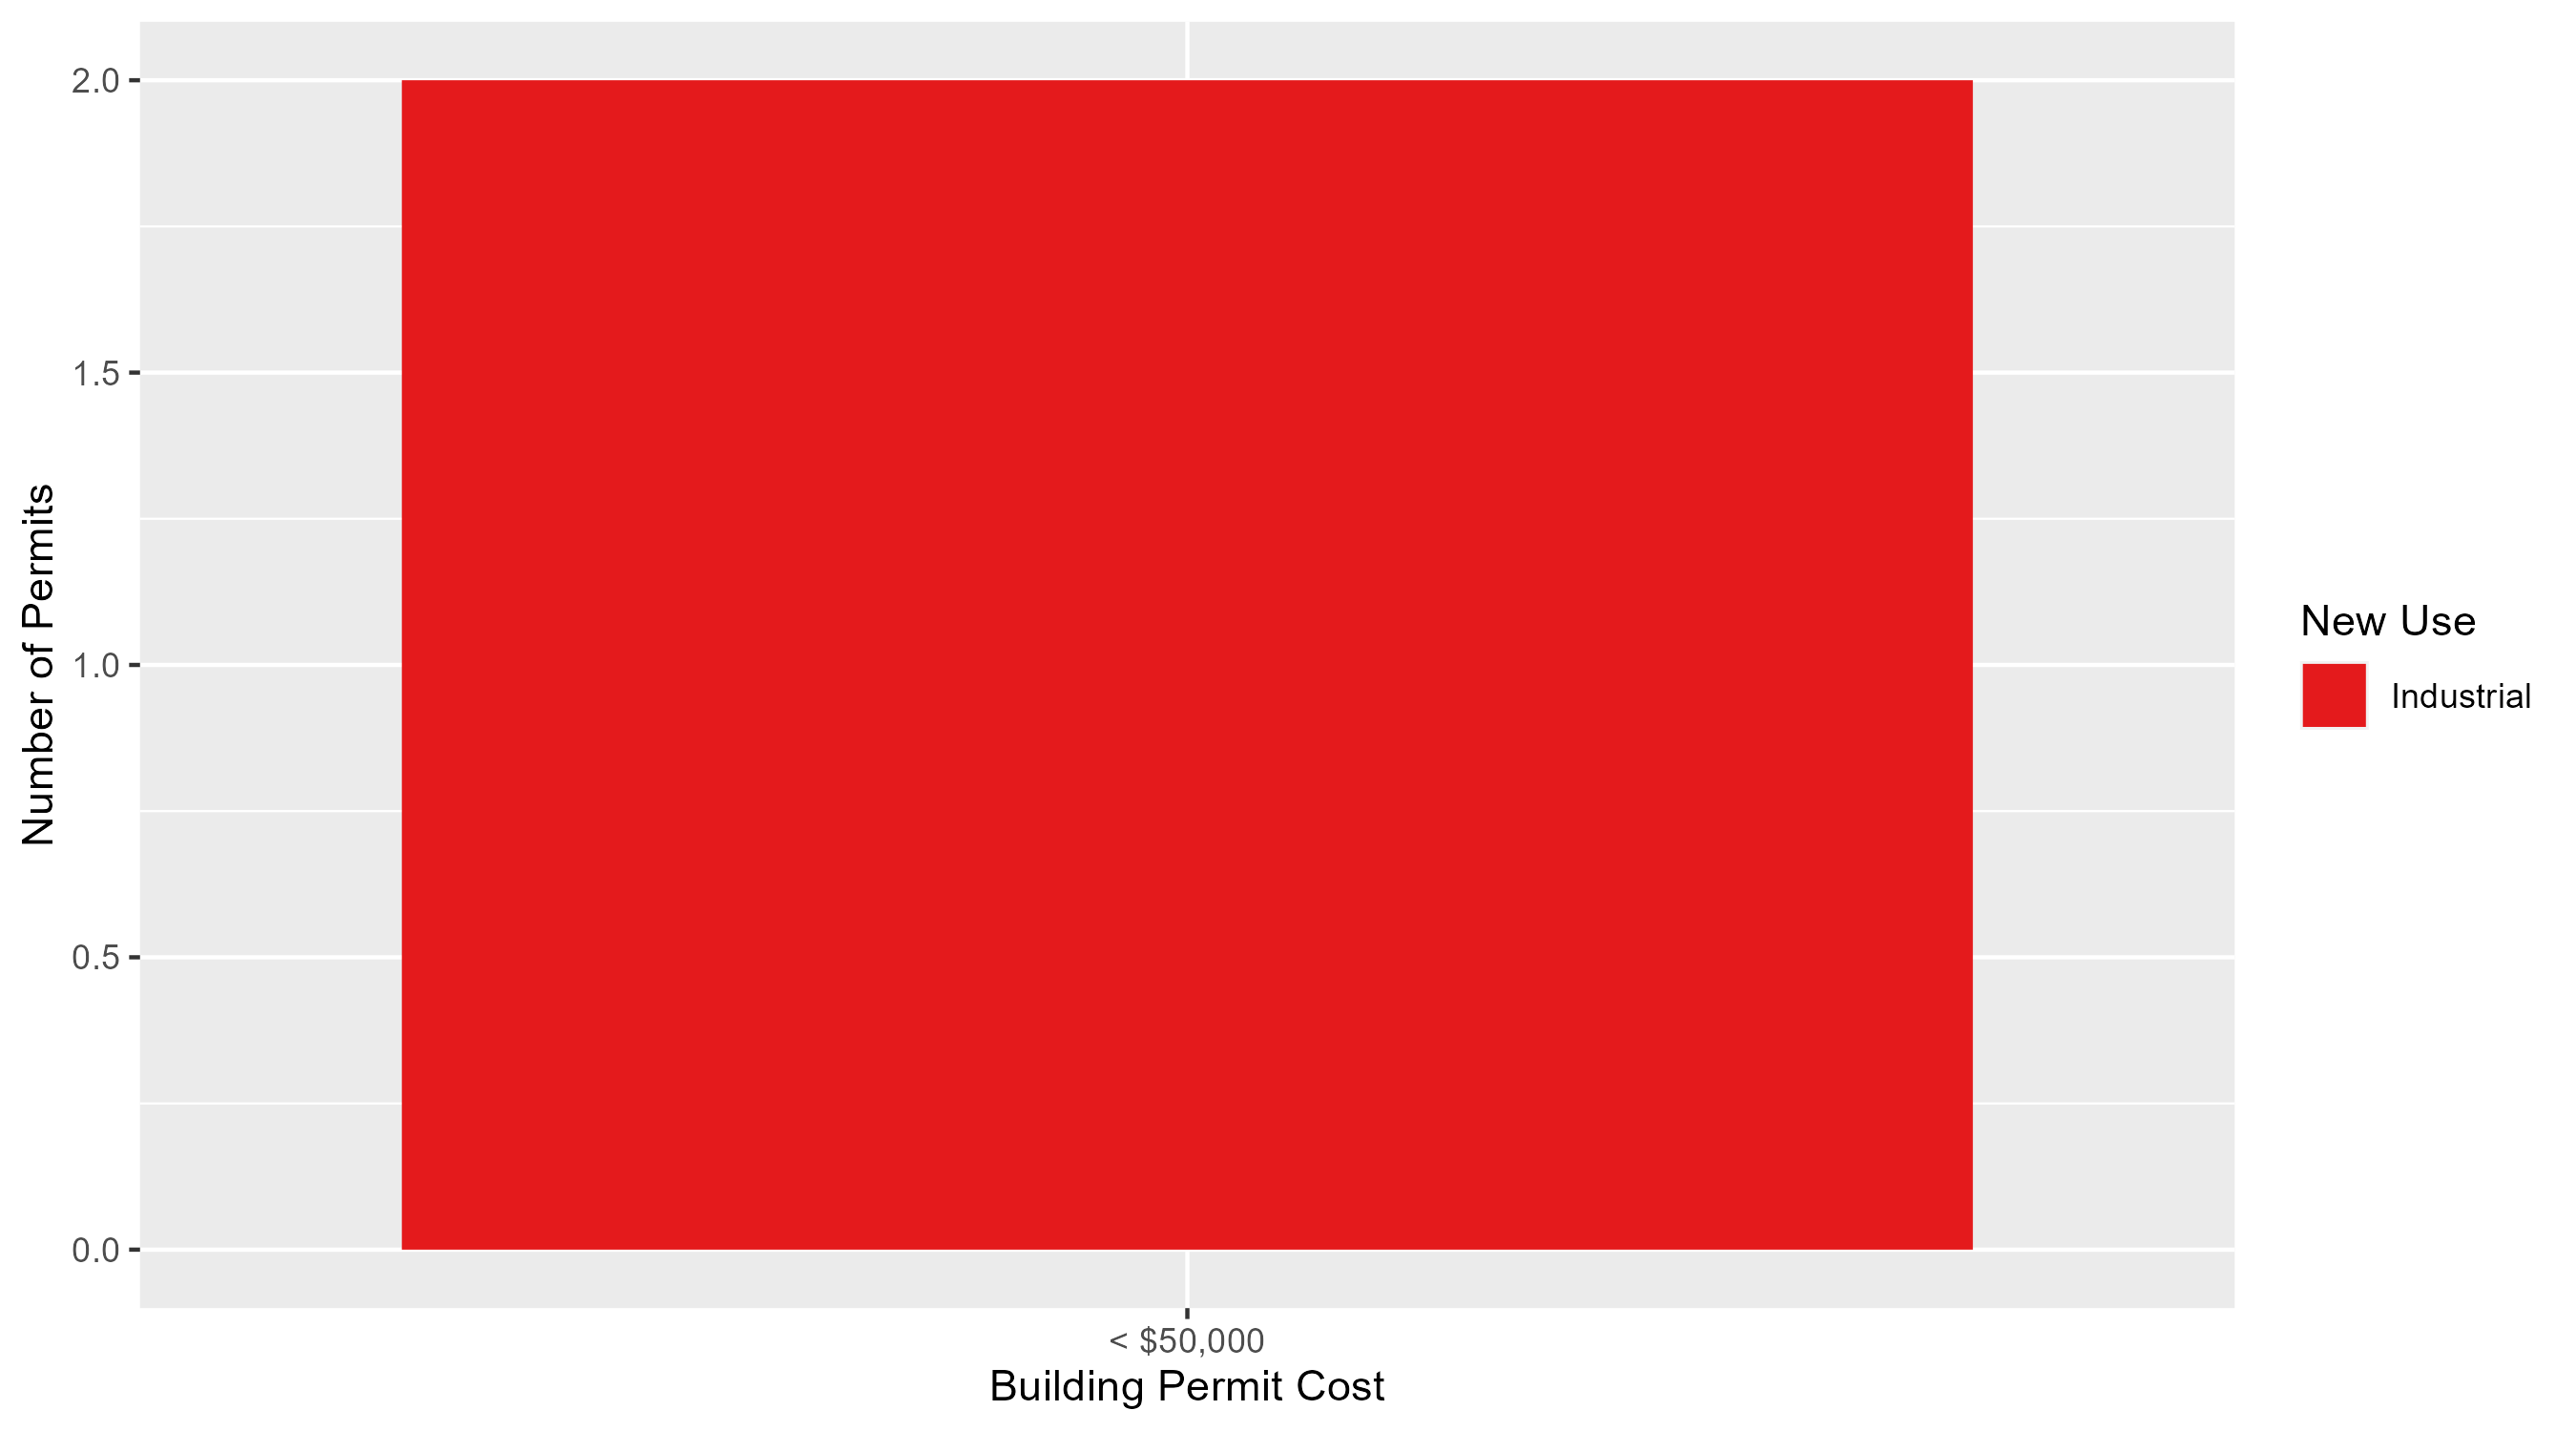 2.0
1.5
1.0
0.5
0.0
Number of Permits
< $50,000
Building Permit Cost
New Use
Industrial